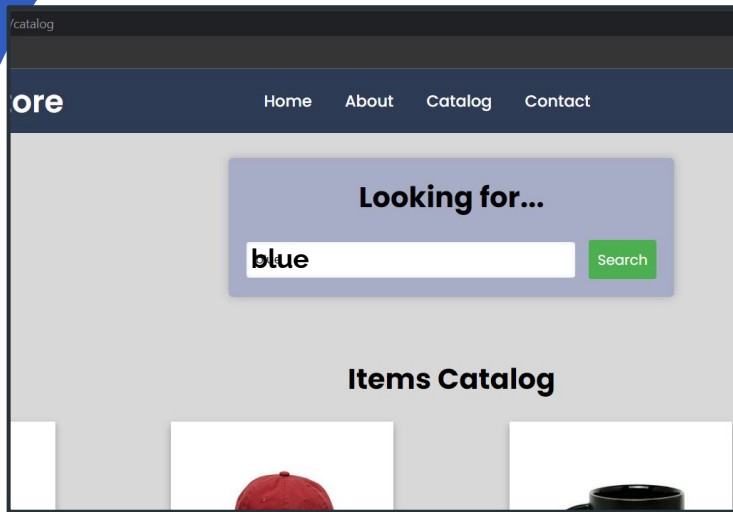 /catalog
ore
Home About Catalog Contact
Looking for...
blue
Search
Items Catalog